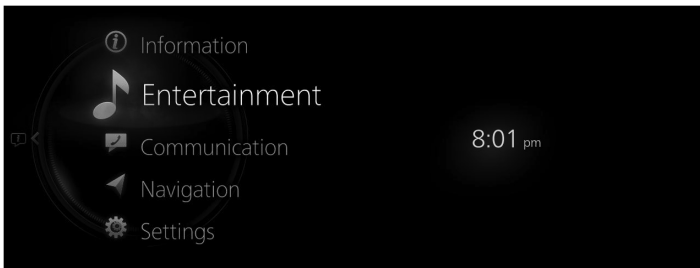 Information
Entertainment
Communication
Navigation
Settings
8:01 pm